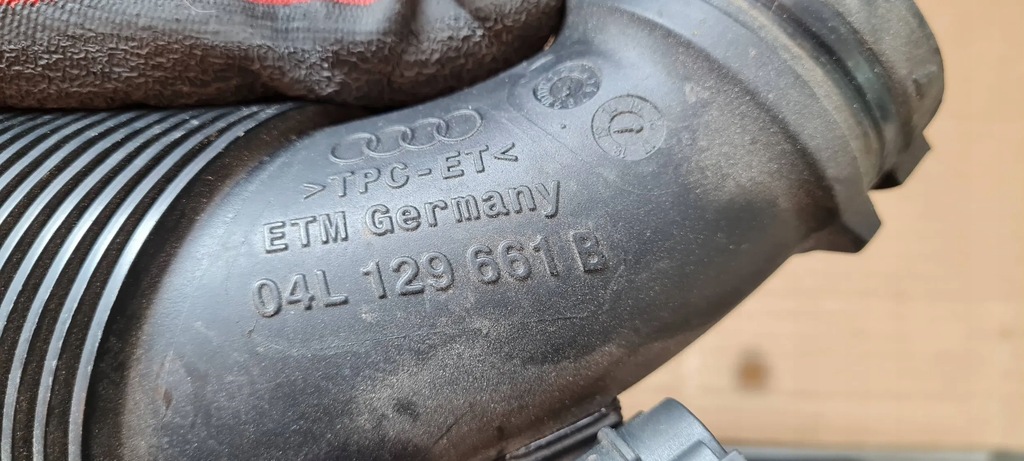 >TPC-ET<
ETM Germany
04L 129 661 B